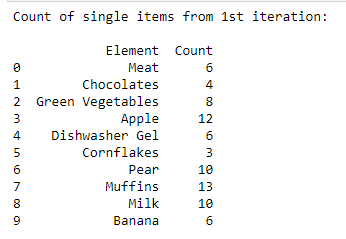 Count of single items from 1st iteration:
Element Count
0 Meat 6
1 Chocolates 4
2 Green Vegetables 8
3 Apple 12
4 Dishwasher Gel 6
5 Cornflakes 3
6 Pear 10
7 Muffins 13
8 Milk 10
9 Banana 6